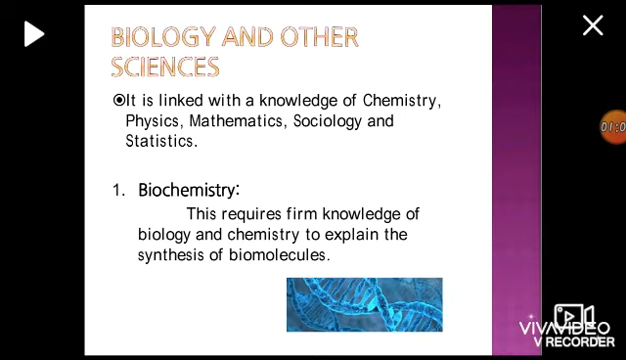 BIOLOGY AND OTHER
SCIENCES
It is linked with a knowledge of Chemistry,
Physics, Mathematics, Sociology and
Statistics.
1. Biochemistry:
This requires firm knowledge of
biology and chemistry to explain the
synthesis of biomolecules.
01:0
VIVAVIDEO
V RECORDER